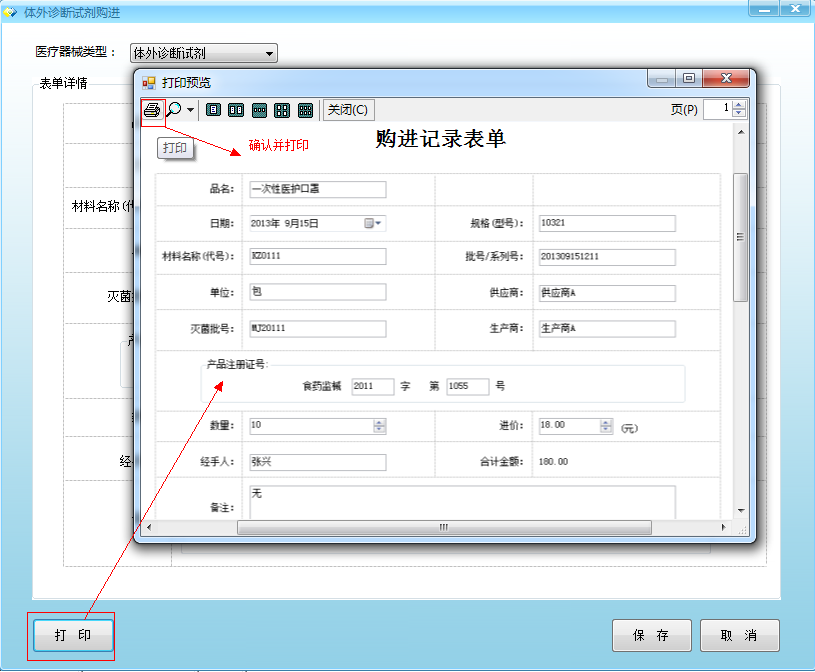 体外诊断试剂购进
医疗器械类型： 体外诊断试剂
表单详情
打印预览
关闭(C) 页(P) 1
打印 确认并打印
购进记录表单
品名: 一次性医护口罩
日期: 2013年 9月15日 规格(型号): 10321
材料名称(代号): KZ0111 批号/系列号: 201309151211
单位: 包 供应商: 供应商A
灭菌批号: MJ20111 生产商: 生产商A
产品注册证号:
食药监械 2011 字 第 1055 号
数量: 10 进价: 18.00 (元)
经手人: 张兴 合计金额: 180.00
备注: 无
材料名称(代
灭菌
经
打 印 保 存 取 消